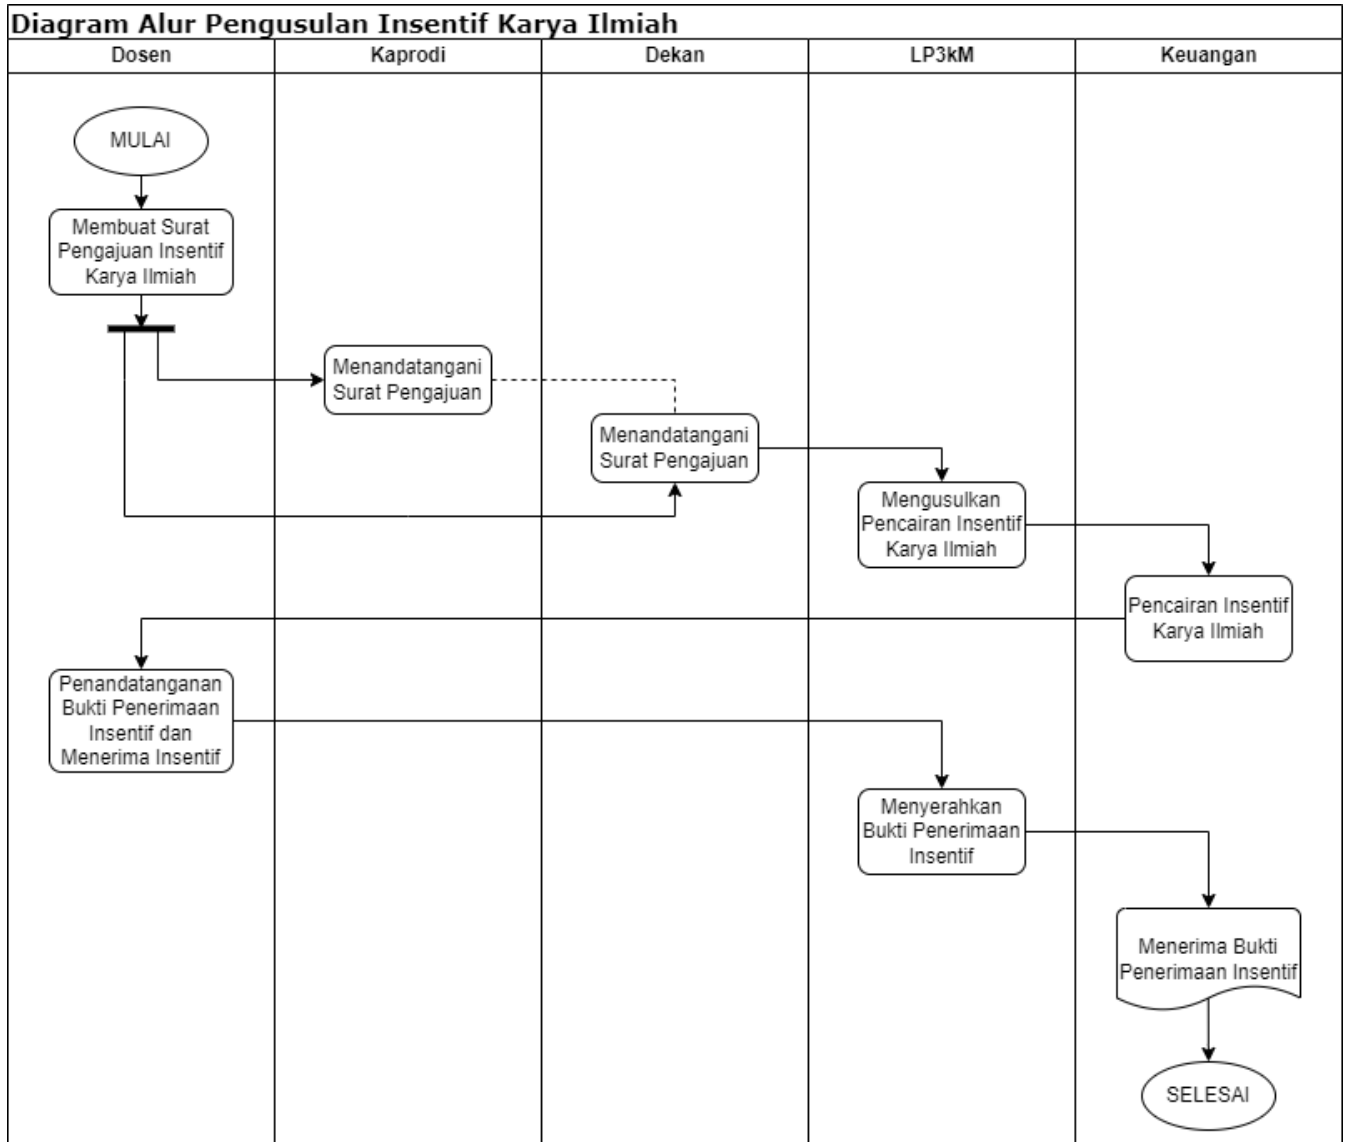 Diagram Alur Pengusulan Insentif Karya Ilmiah
Dosen
Kaprodi
Dekan
LP3kM
Keuangan
MULAI
Membuat Surat
Pengajuan Insentif
Karya Ilmiah
Menandatangani
Surat Pengajuan
Menandatangani
Surat Pengajuan
Mengusulkan
Pencairan Insentif
Karya Ilmiah
Pencairan Insentif
Karya Ilmiah
Penandatanganan
Bukti Penerimaan
Insentif dan
Menerima Insentif
Menyerahkan
Bukti Penerimaan
Insentif
Menerima Bukti
Penerimaan Insentif
SELESAI